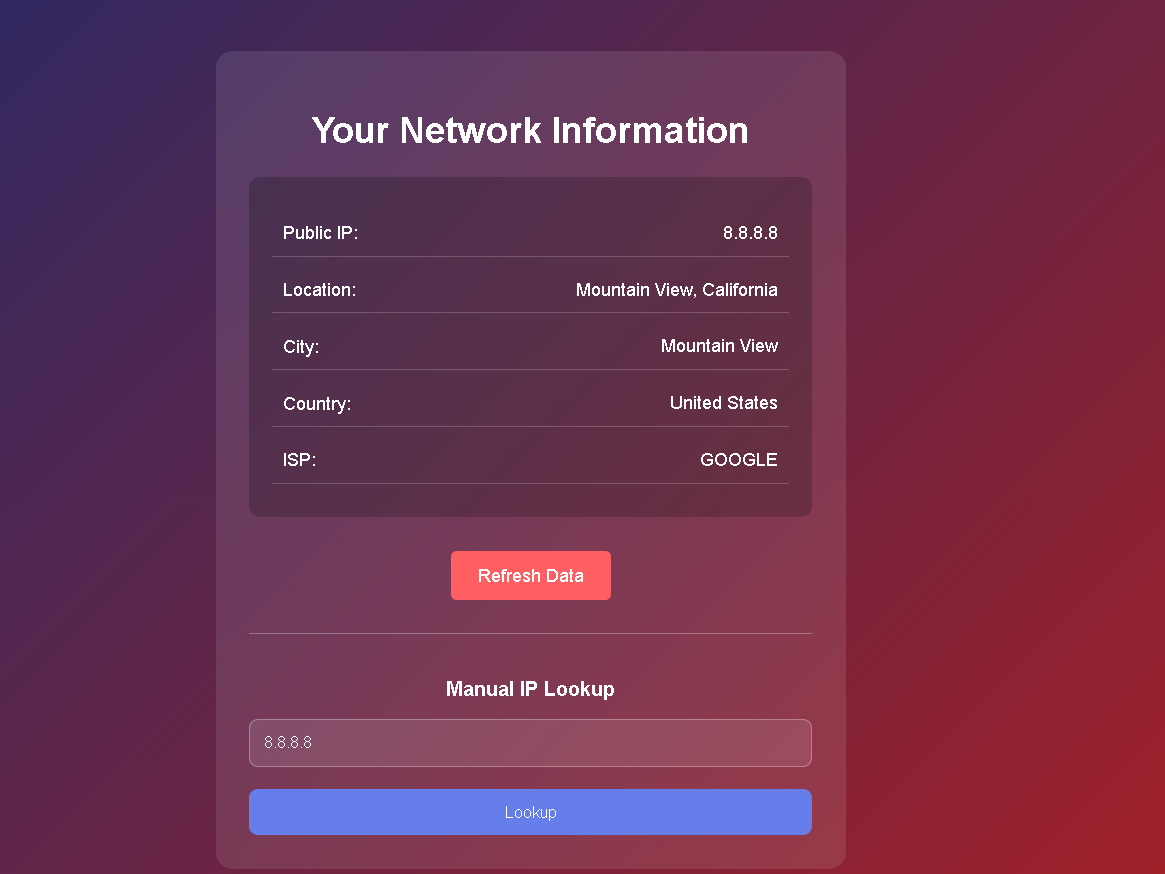 Your Network Information
Public IP: 8.8.8.8
Location: Mountain View, California
City: Mountain View
Country: United States
ISP: GOOGLE
Refresh Data
Manual IP Lookup
8.8.8.8
Lookup